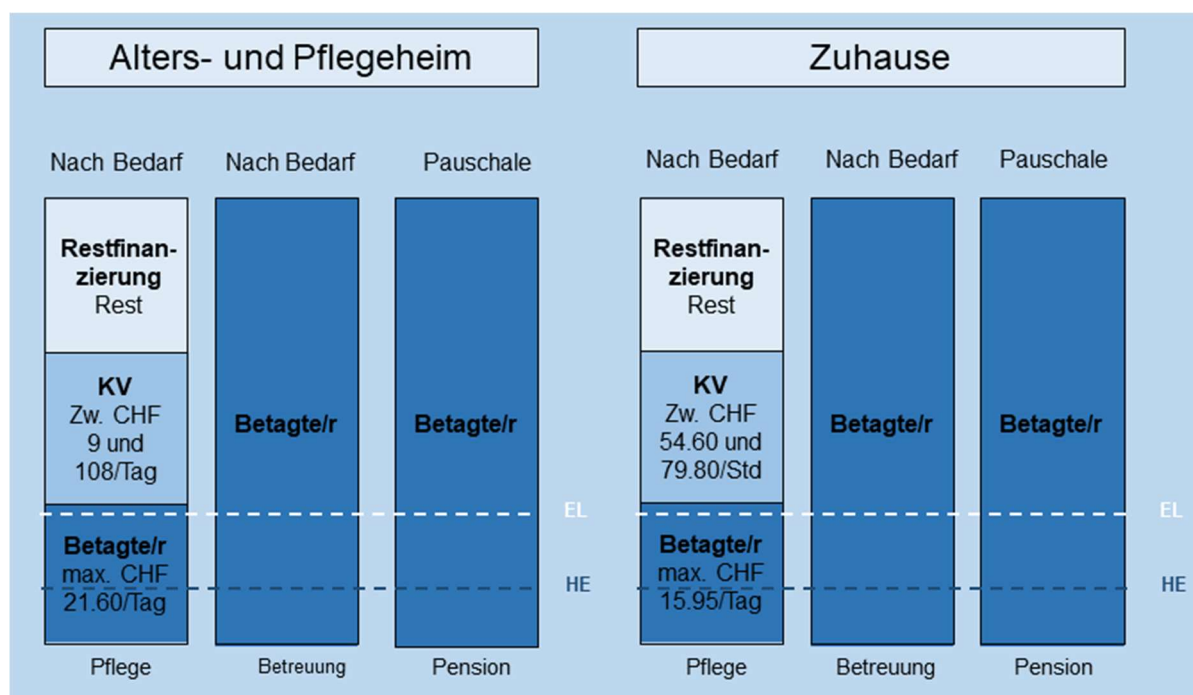 Alters- und Pflegeheim
Nach Bedarf
Nach Bedarf
Pauschale
Restfinan-
zierung
Rest
KV
Zw. CHF
9 und
108/Tag
Betagte/r
max. CHF
21.60/Tag
Betagte/r
Betagte/r
EL
HE
Pflege
Betreuung
Pension
Zuhause
Nach Bedarf
Nach Bedarf
Pauschale
Restfinan-
zierung
Rest
KV
Zw. CHF
54.60 und
79.80/Std
Betagte/r
max. CHF
15.95/Tag
Betagte/r
Betagte/r
EL
HE
Pflege
Betreuung
Pension